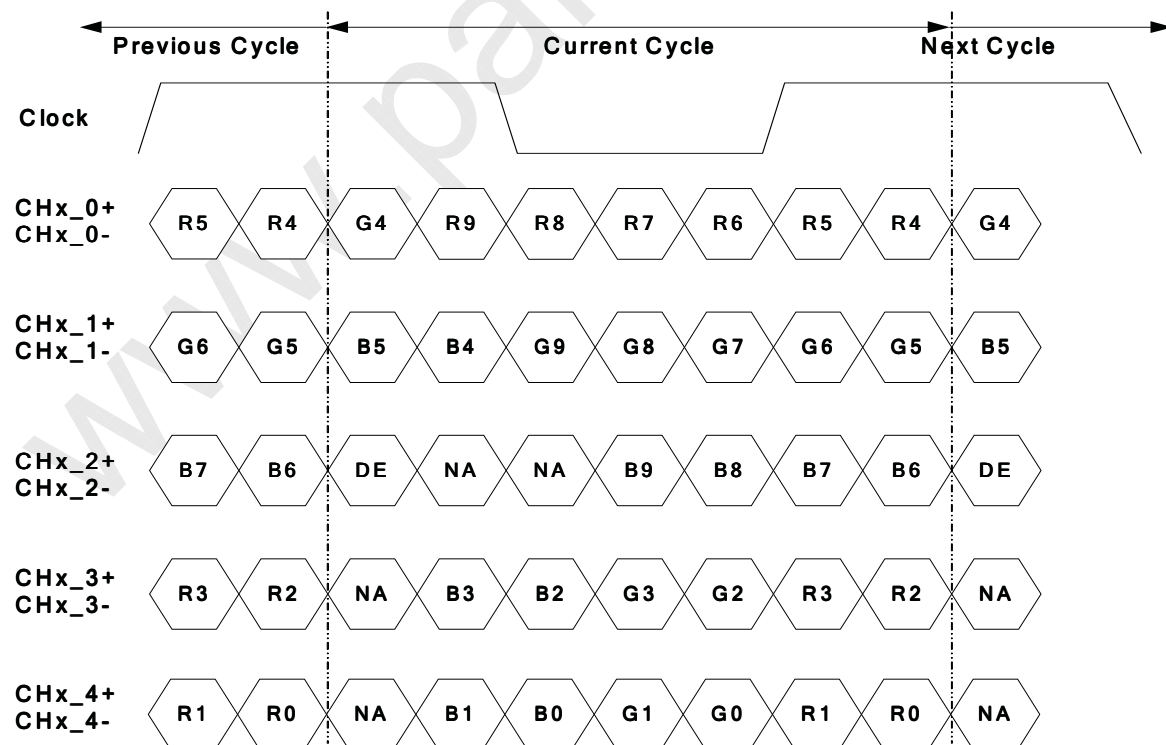 Previous Cycle Current Cycle Next Cycle
Clock
CHx_0+
CHx_0-
R5 R4 G4 R9 R8 R7 R6 R5 R4 G4
CHx_1+
CHx_1-
G6 G5 B5 B4 G9 G8 G7 G6 G5 B5
CHx_2+
CHx_2-
B7 B6 DE NA NA B9 B8 B7 B6 DE
CHx_3+
CHx_3-
R3 R2 NA B3 B2 G3 G2 R3 R2 NA
CHx_4+
CHx_4-
R1 R0 NA B1 B0 G1 G0 R1 R0 NA